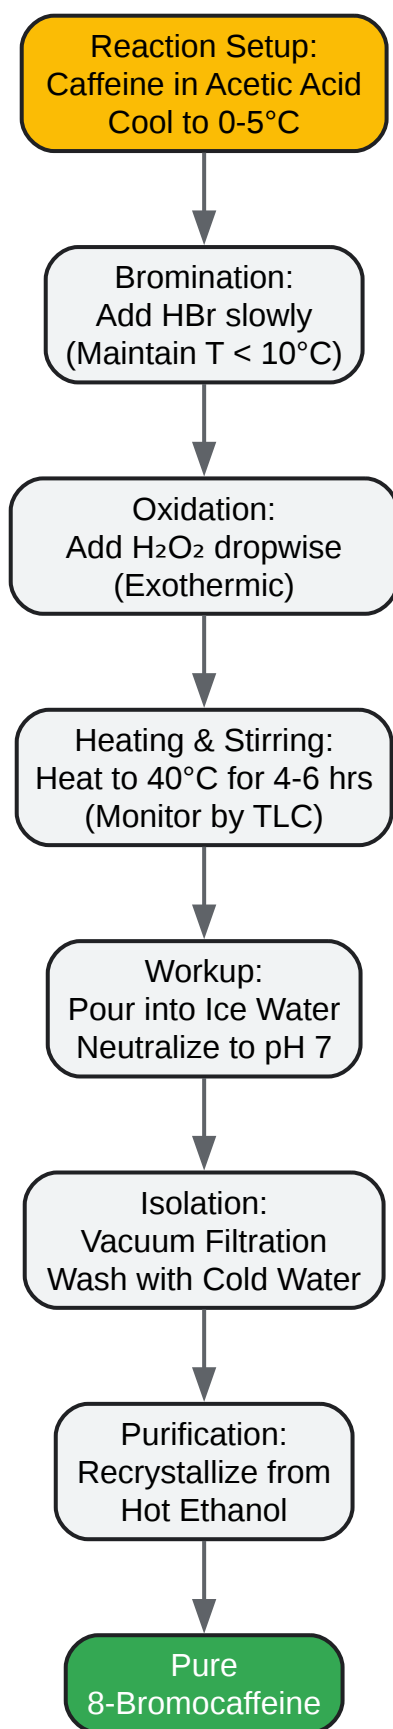 Reaction Setup:
Caffeine in Acetic Acid
Cool to 0-5°C
Bromination:
Add HBr slowly
(Maintain T < 10°C)
Oxidation:
Add H₂O₂ dropwise
(Exothermic)
Heating & Stirring:
Heat to 40°C for 4-6 hrs
(Monitor by TLC)
Workup:
Pour into Ice Water
Neutralize to pH 7
Isolation:
Vacuum Filtration
Wash with Cold Water
Purification:
Recrystallize from
Hot Ethanol
Pure
8-Bromocaffeine